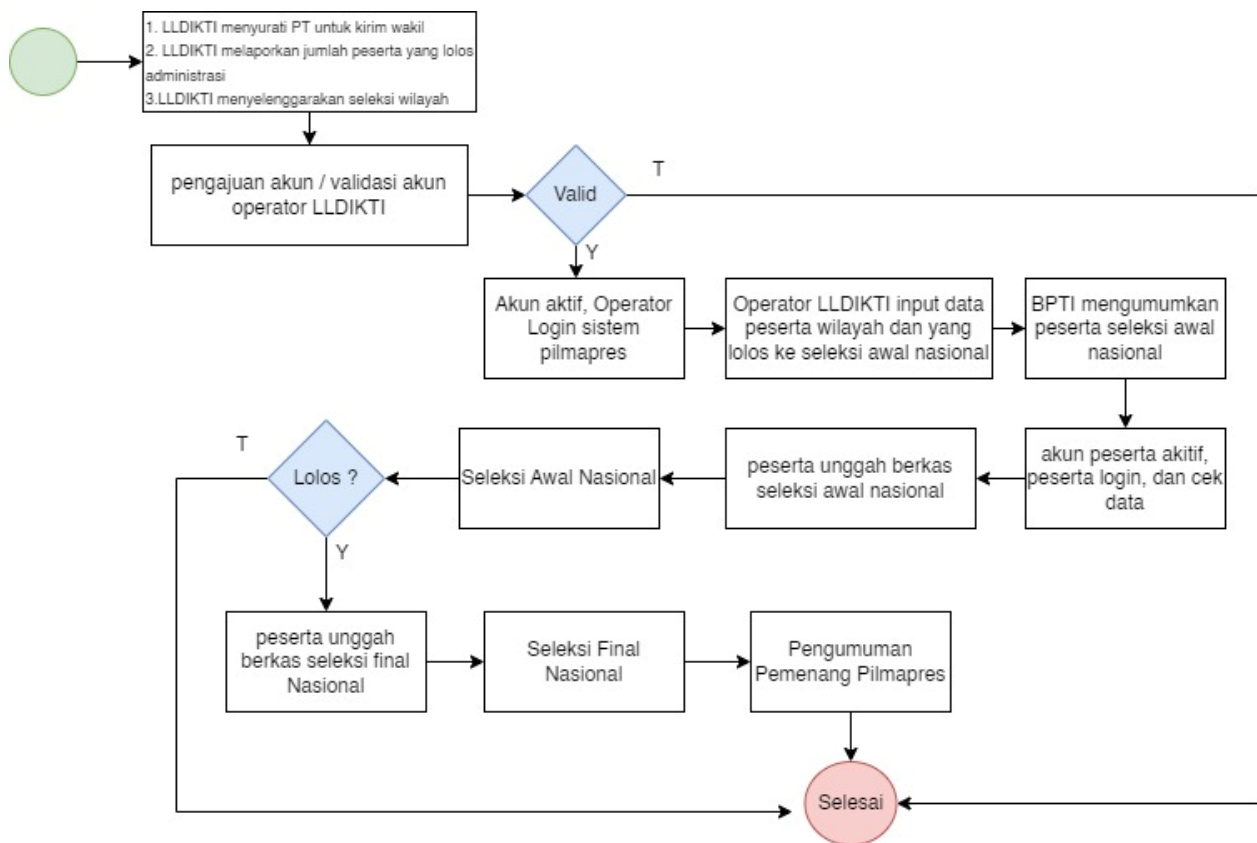 1. LLDIKTI menyurati PT untuk kirim wakil
2. LLDIKTI melaporkan jumlah peserta yang lolos
administrasi
3.LLDIKTI menyelenggarakan seleksi wilayah
pengajuan akun / validasi akun
operator LLDIKTI
Valid
T
Y
Akun aktif, Operator
Login sistem
pilmapres
Operator LLDIKTI input data
peserta wilayah dan yang
lolos ke seleksi awal nasional
BPTI mengumumkan
peserta seleksi awal
nasional
akun peserta akitif,
peserta login, dan cek
data
peserta unggah berkas
seleksi awal nasional
Seleksi Awal Nasional
Lolos ?
T
Y
peserta unggah
berkas seleksi final
Nasional
Seleksi Final
Nasional
Pengumuman
Pemenang Pilmapres
Selesai